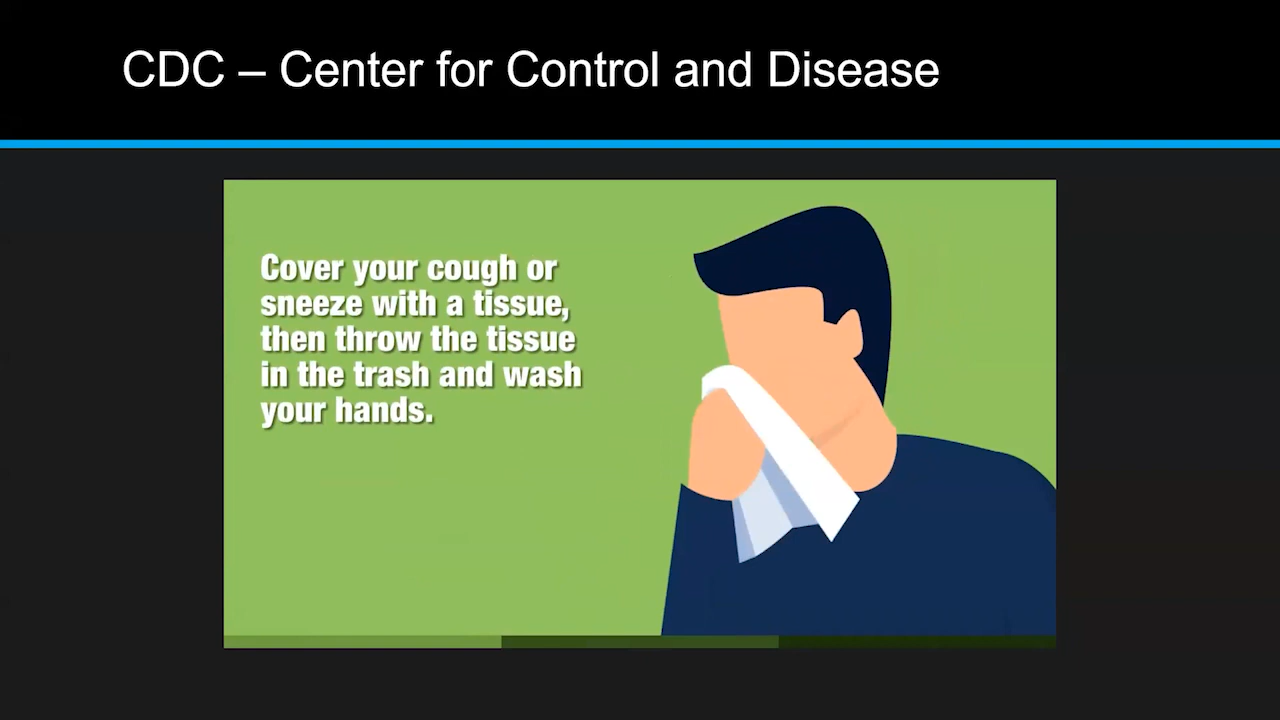 CDC – Center for Control and Disease
Cover your cough or
sneeze with a tissue,
then throw the tissue
in the trash and wash
your hands.